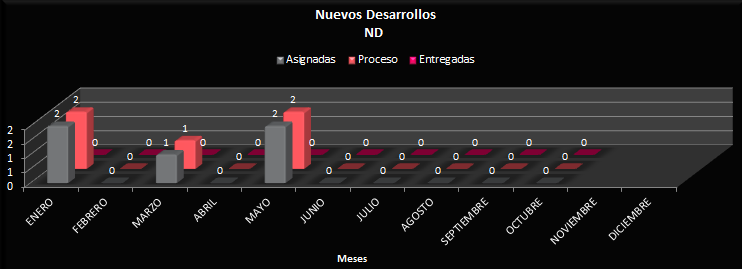 Nuevos Desarrollos
ND
Asignadas Proceso Entregadas
2 2
2 2
2
1
2
0 0 1 0 0 0 0 0 0 0 0
1
0 0 0 0 0 0 0
1
0 0 0 0 0 0 0
0
ENERO FEBRERO MARZO ABRIL MAYO JUNIO JULIO AGOSTO SEPTIEMBRE OCTUBRE NOVIEMBRE DICIEMBRE
Meses